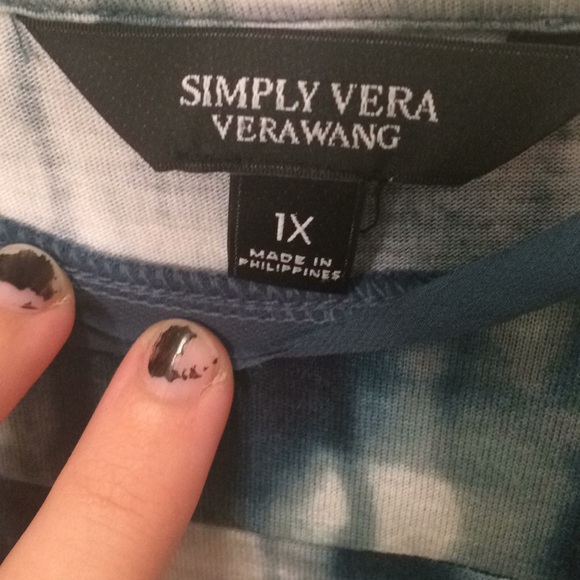 SIMPLY VERA
VERAWANG
1X
MADE IN
PHILIPPINES